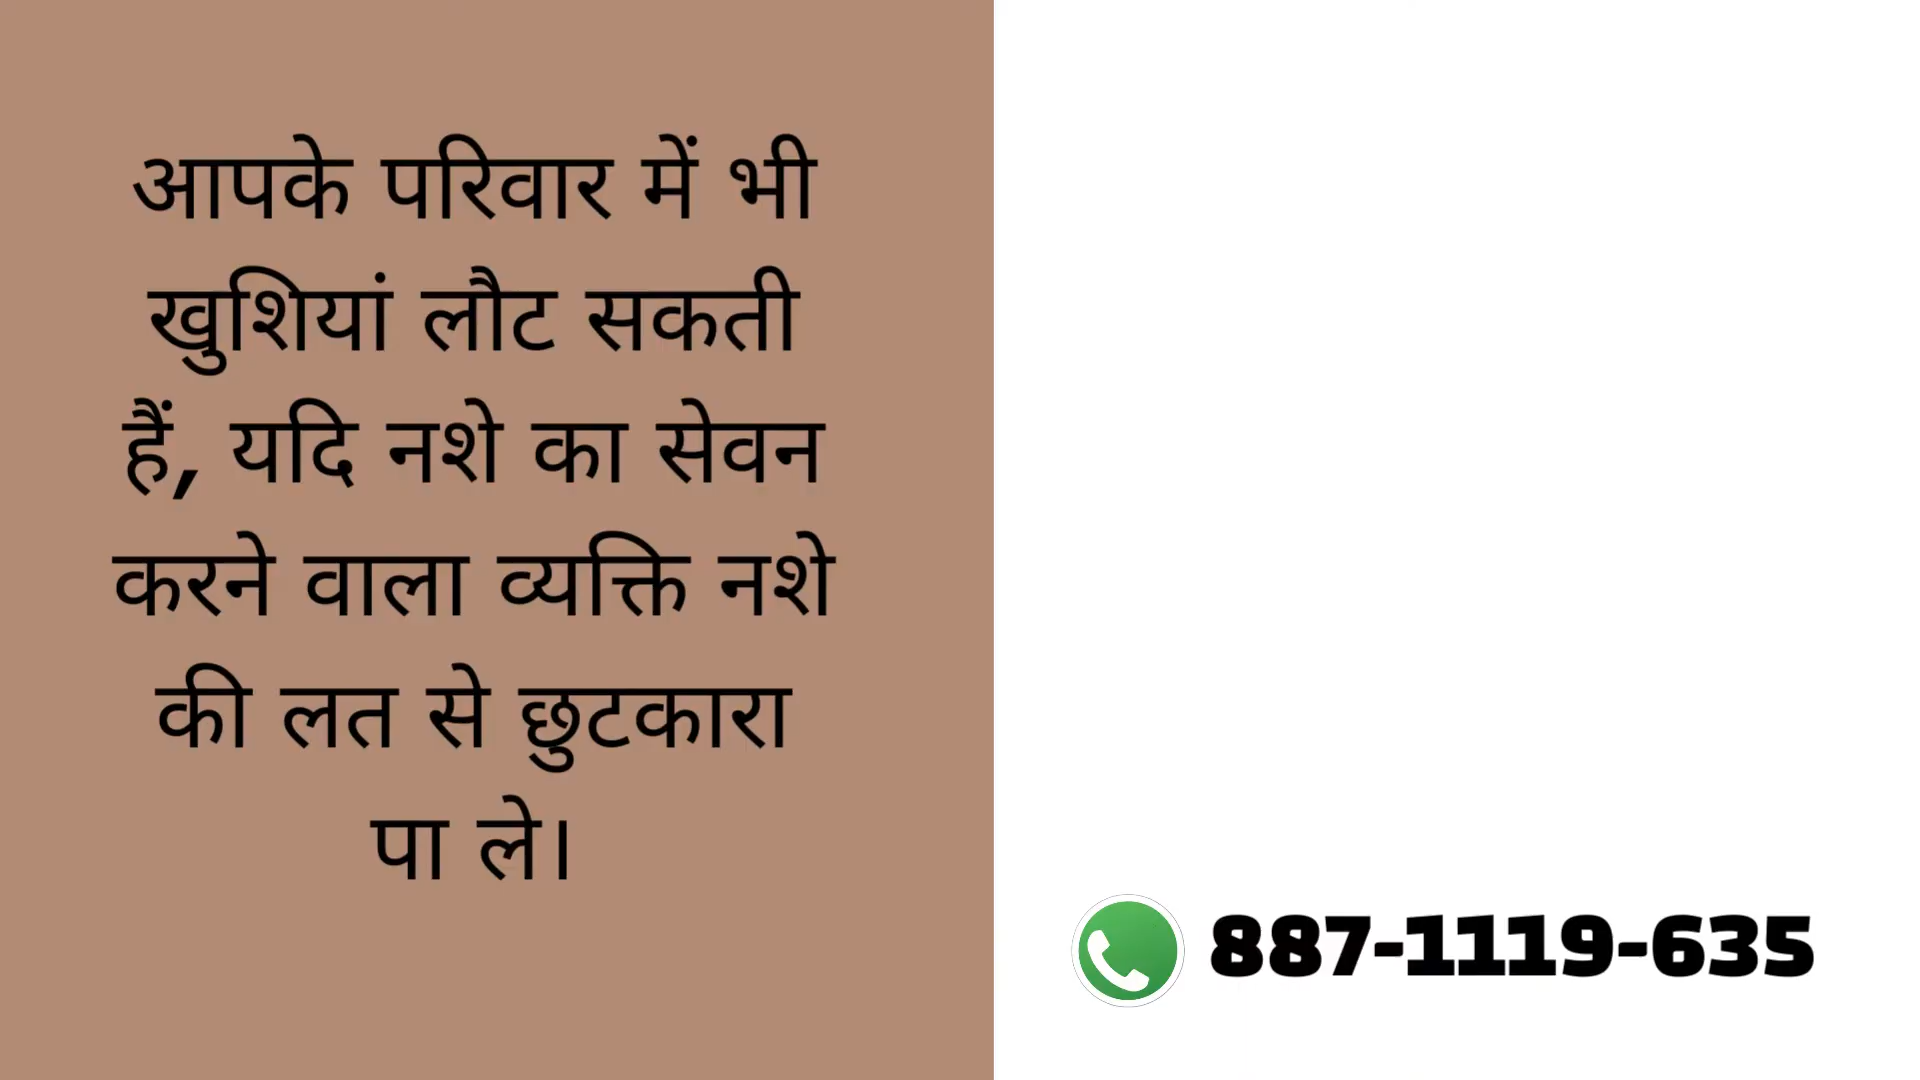 आपके परिवार में भी
खुशियां लौट सकती
हैं, यदि नशे का सेवन
करने वाला व्यक्ति नशे
की लत से छुटकारा
पा ले।
887-1119-635